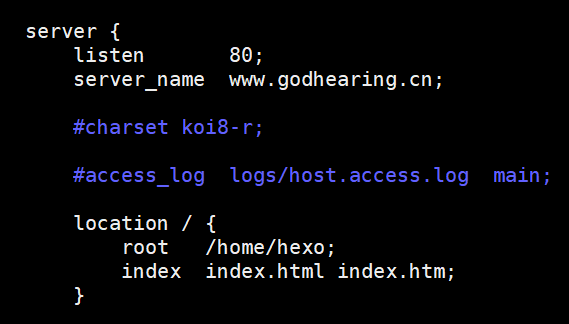 server {
    listen       80;
    server_name  www.godhearing.cn;
    #charset koi8-r;
    #access_log  logs/host.access.log  main;
    location / {
        root   /home/hexo;
        index  index.html index.htm;
    }